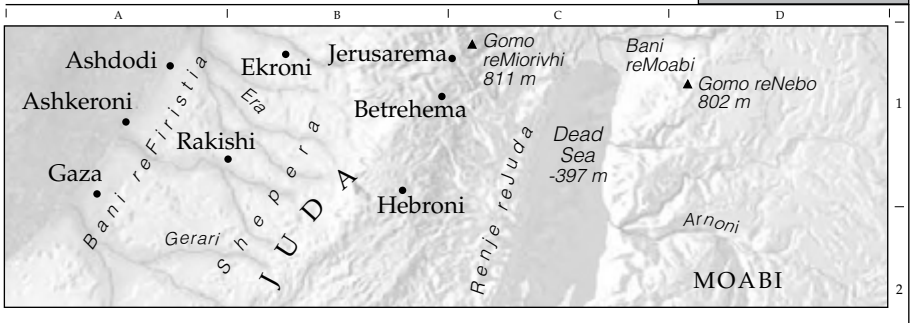 A B C D
Ashdodi
Ekroni
Jerusarema
Gomo
reMiorivhi
811 m
Bani
reMoabi
Gomo reNebo
802 m
Ashkeroni
Era
Betrehema
1
Rakishi
Dead
Sea
-397 m
Gaza
Bani reFiristia
Shepera
JUDA
Hebroni
Renje reJuda
Gerari
Arnoni
MOABI
2